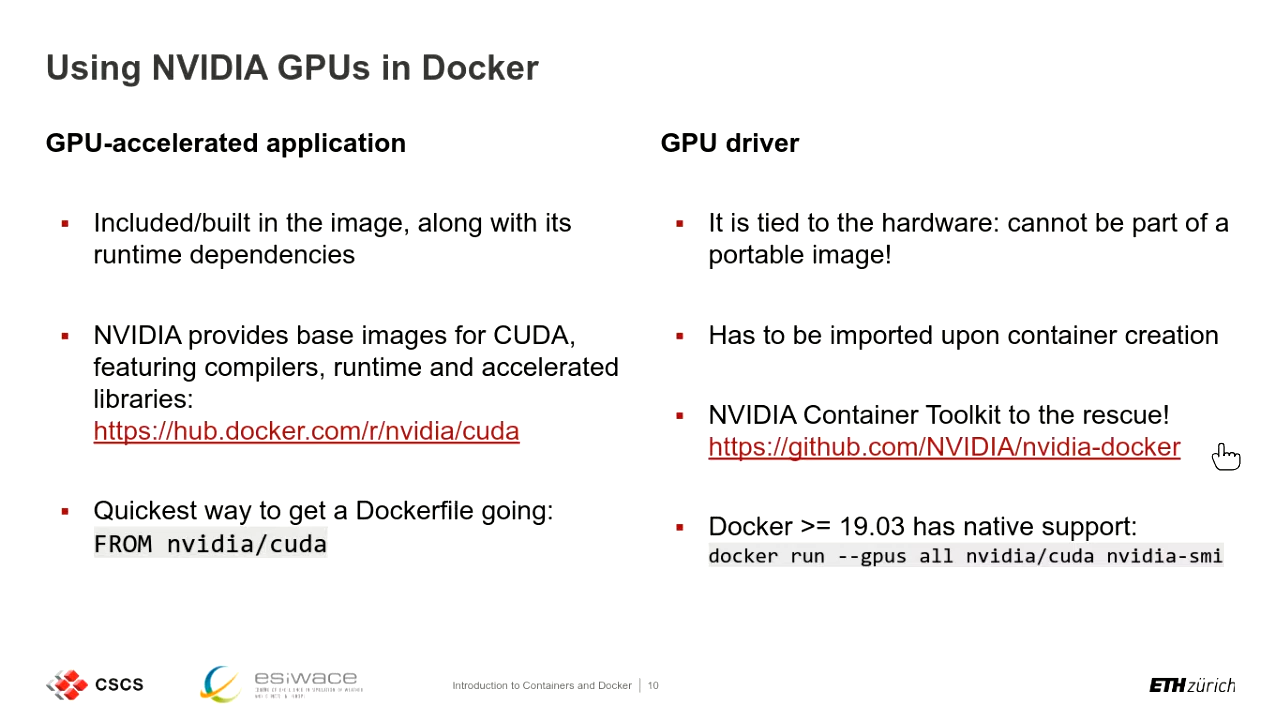 Using NVIDIA GPUs in Docker
GPU-accelerated application
▪ Included/built in the image, along with its
runtime dependencies
▪ NVIDIA provides base images for CUDA,
featuring compilers, runtime and accelerated
libraries:
https://hub.docker.com/r/nvidia/cuda
▪ Quickest way to get a Dockerfile going:
FROM nvidia/cuda
GPU driver
▪ It is tied to the hardware: cannot be part of a
portable image!
▪ Has to be imported upon container creation
▪ NVIDIA Container Toolkit to the rescue!
https://github.com/NVIDIA/nvidia-docker
▪ Docker >= 19.03 has native support:
docker run --gpus all nvidia/cuda nvidia-smi
CSCS
esiwace
Introduction to Containers and Docker | 10
ETH zürich